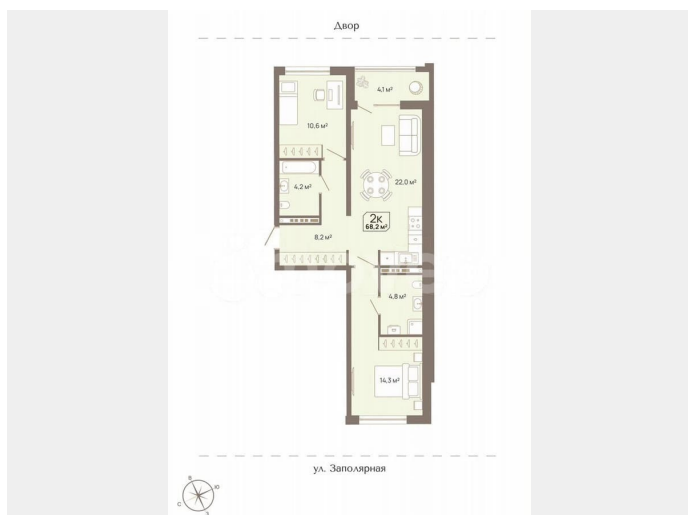 Двор
4,1 м²
10,6 м²
4,2 м²
22,0 м²
2к
68,2 м²
8,2 м²
4,8 м²
14,3 м²
ул. Заполярная
В
Ю
С
З